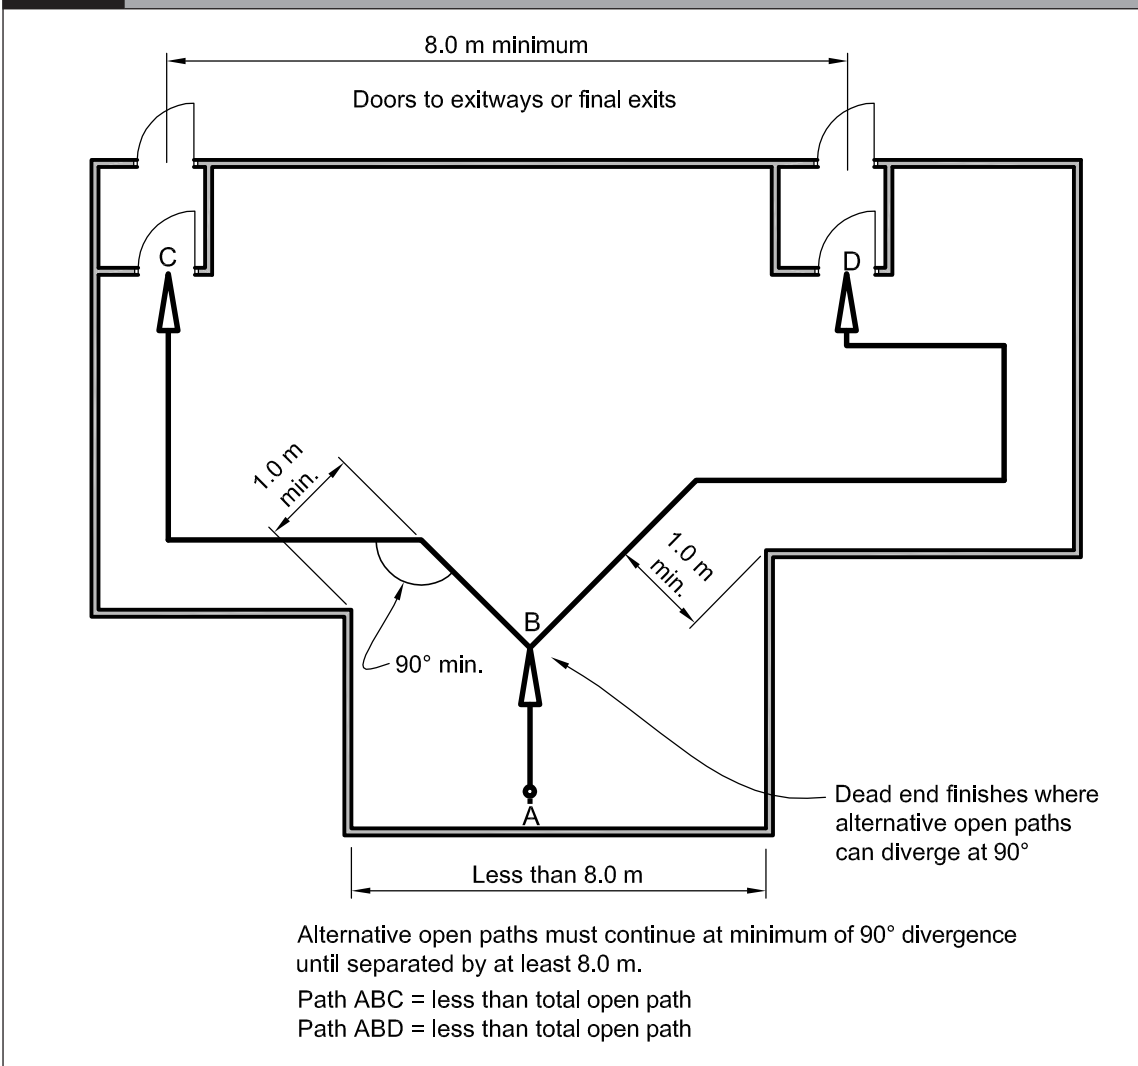 8.0 m minimum
Doors to exitways or final exits
C
D
1.0 m
min.
1.0 m
min.
B
90° min.
A
Dead end finishes where
alternative open paths
can diverge at 90°
Less than 8.0 m
Alternative open paths must continue at minimum of 90° divergence
until separated by at least 8.0 m.
Path ABC = less than total open path
Path ABD = less than total open path